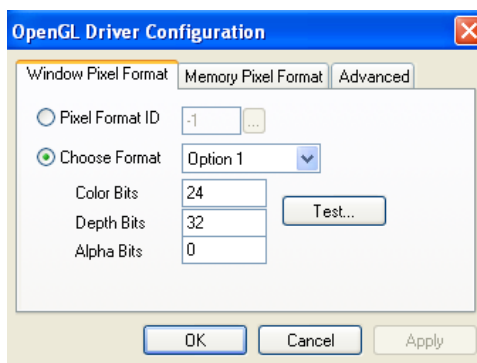 OpenGL Driver Configuration
Window Pixel Format Memory Pixel Format Advanced
Pixel Format ID -1 ...
Choose Format Option 1
Color Bits 24
Test...
Depth Bits 32
Alpha Bits 0
OK Cancel Apply